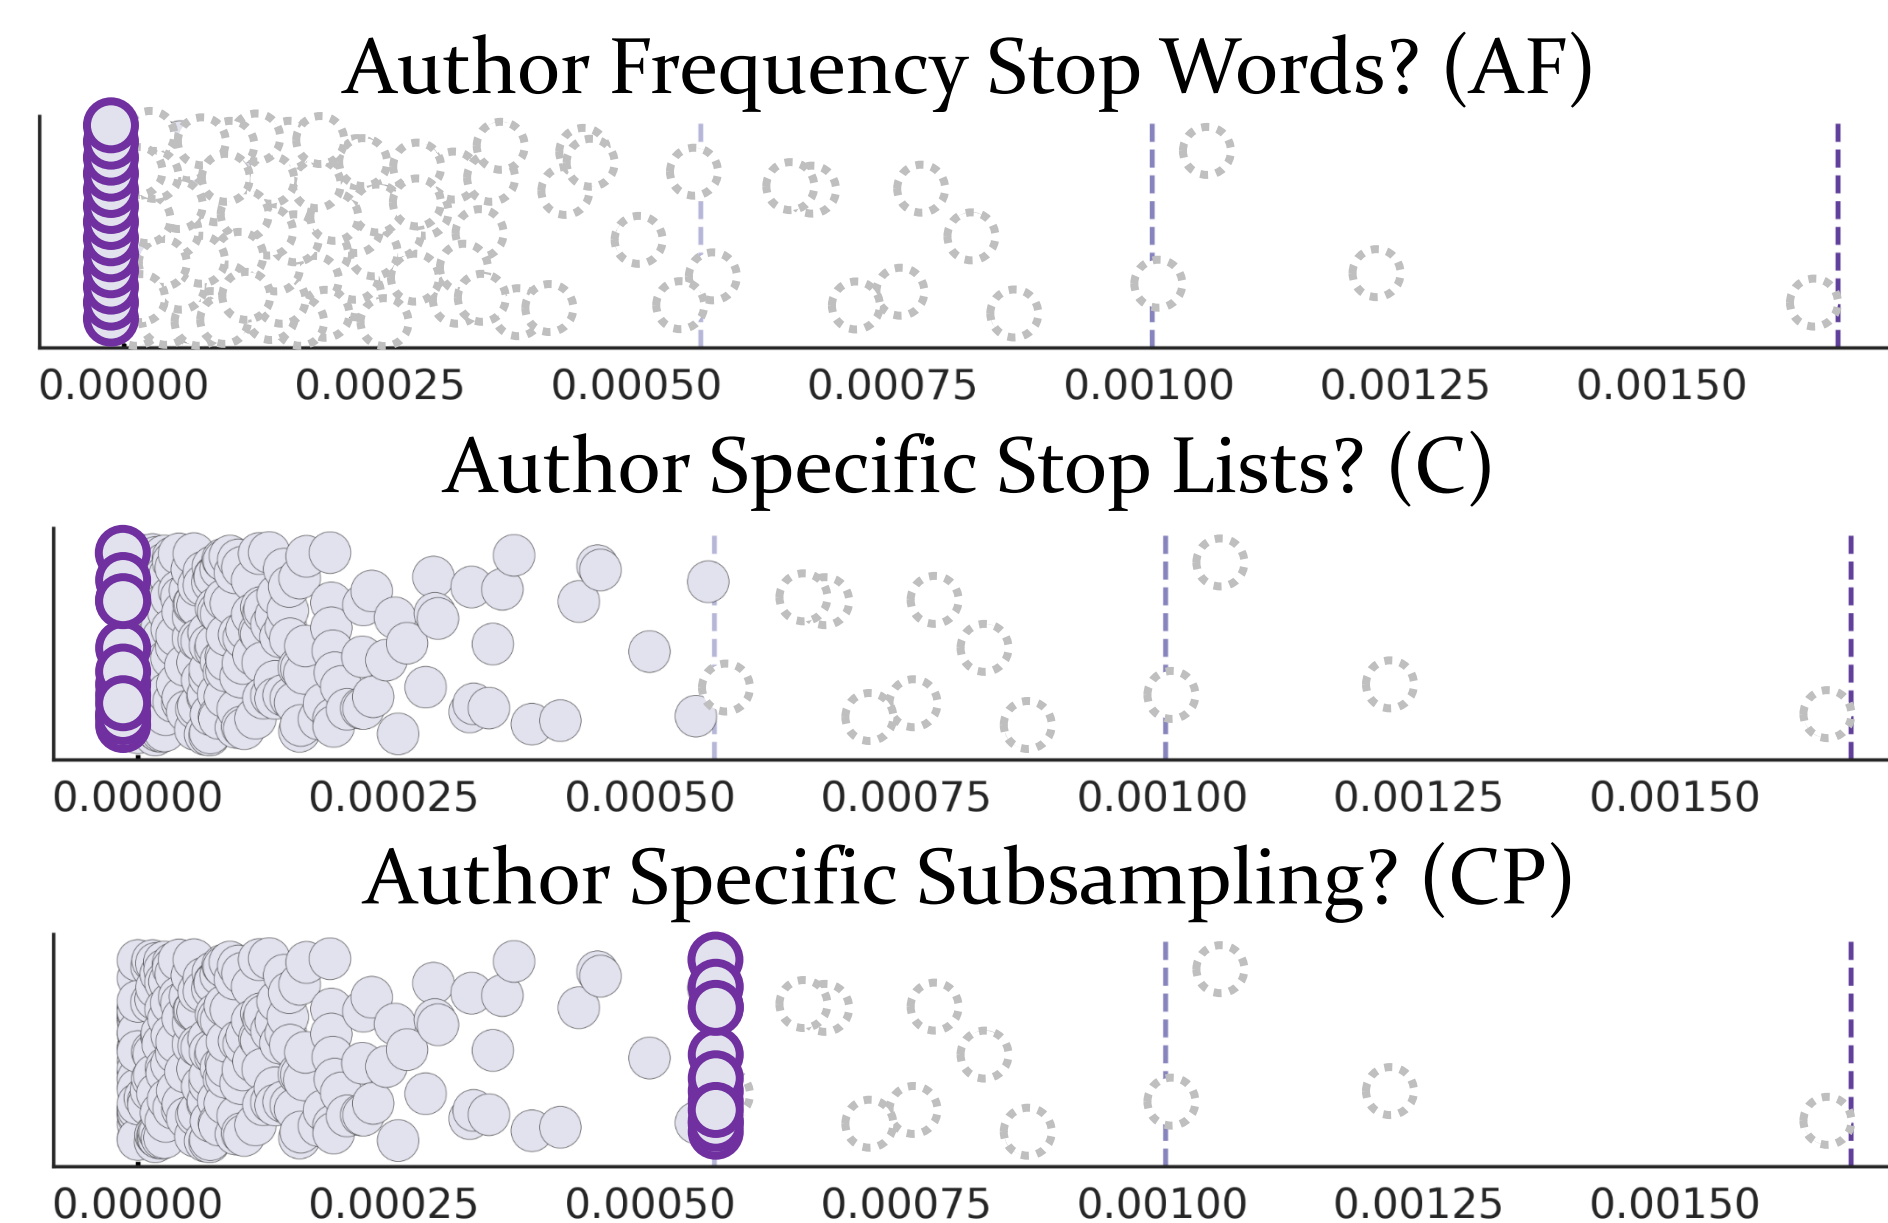 Author Frequency Stop Words? (AF)
0.00000 0.00025 0.00050 0.00075 0.00100 0.00125 0.00150
Author Specific Stop Lists? (C)
0.00000 0.00025 0.00050 0.00075 0.00100 0.00125 0.00150
Author Specific Subsampling? (CP)
0.00000 0.00025 0.00050 0.00075 0.00100 0.00125 0.00150